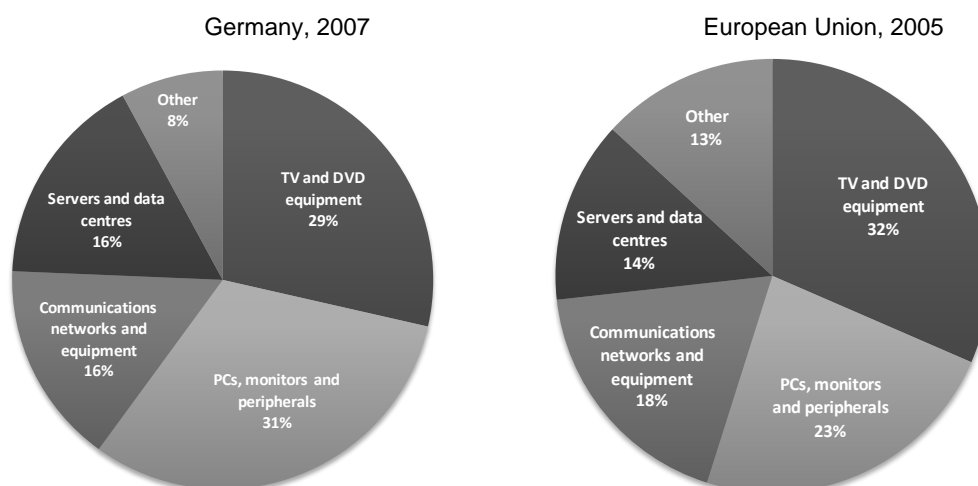 Germany, 2007
Other
8%
TV and DVD
equipment
29%
Servers and data
centres
16%
Communications
networks and
equipment
16%
PCs, monitors and
peripherals
31%
European Union, 2005
Other
13%
TV and DVD
equipment
32%
Servers and data
centres
14%
Communications
networks and
equipment
18%
PCs, monitors
and peripherals
23%